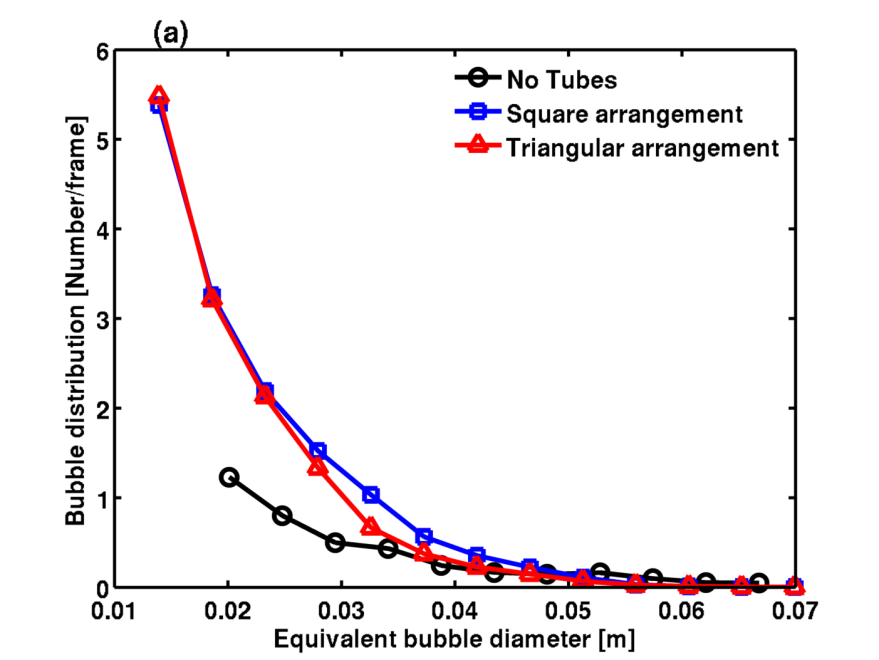 (a)
6
5
4
3
2
1
0
Bubble distribution [Number/frame]
No Tubes
Square arrangement
Triangular arrangement
0.01 0.02 0.03 0.04 0.05 0.06 0.07
Equivalent bubble diameter [m]